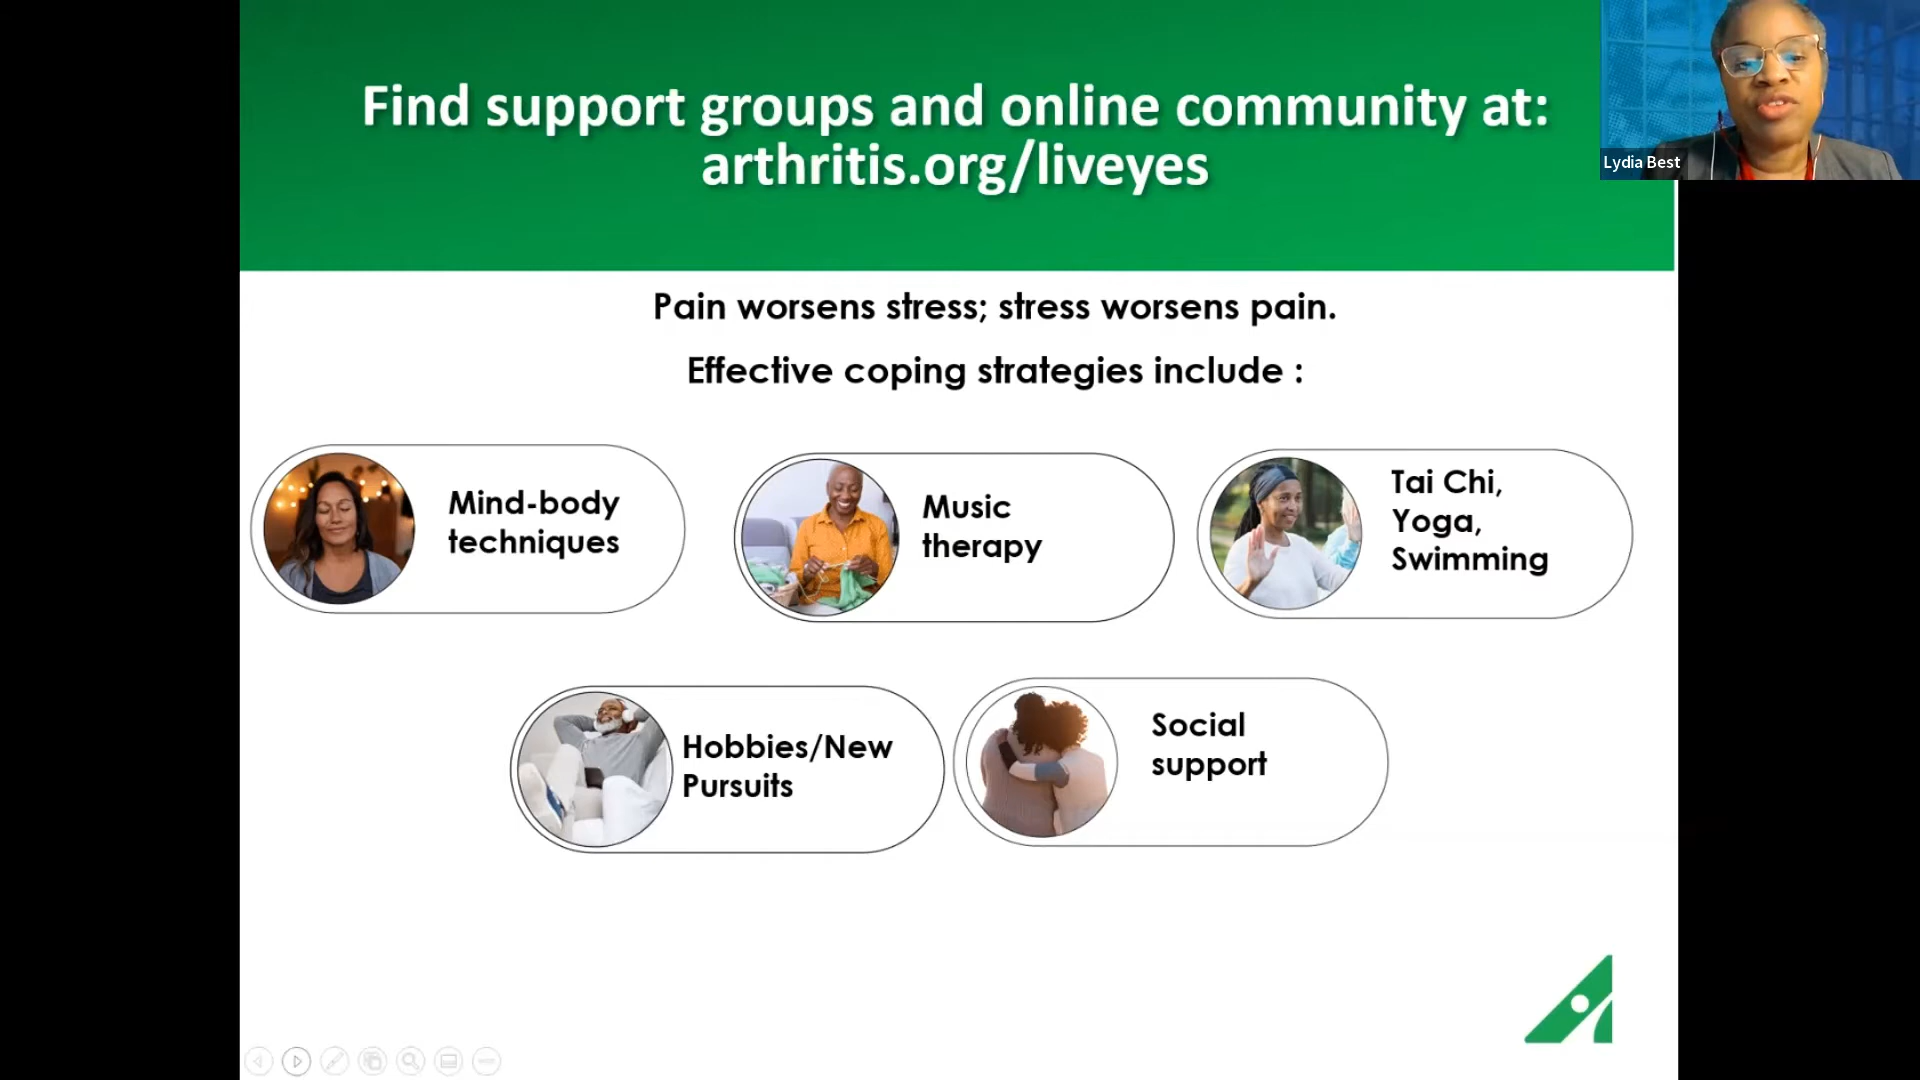 Find support groups and online community at:
arthritis.org/liveyes
Lydia Best
Pain worsens stress; stress worsens pain.
Effective coping strategies include :
Mind-body
techniques
Music
therapy
Tai Chi,
Yoga,
Swimming
Hobbies/New
Pursuits
Social
support